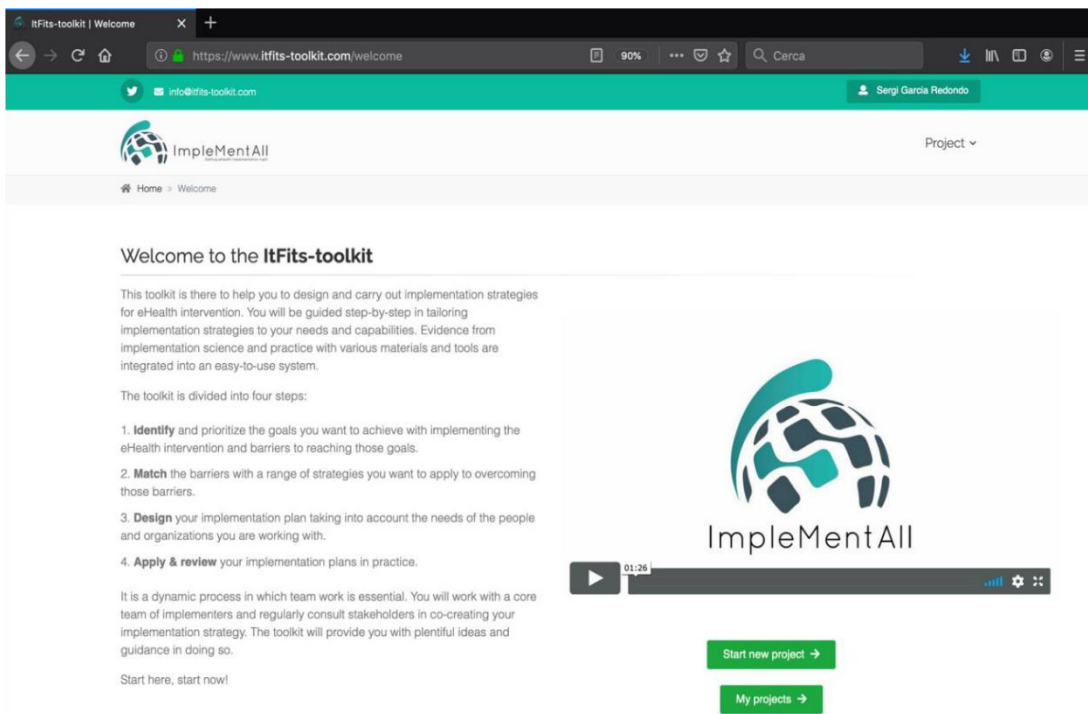 ItFits-toolkit | Welcome
https://www.itfits-toolkit.com/welcome
90%
Cerca
info@itfits-toolkit.com
Sergi Garcia Redondo
ImpleMentAll
Project
Home » Welcome
Welcome to the ItFits-toolkit
This toolkit is there to help you to design and carry out implementation strategies
for eHealth intervention. You will be guided step-by-step in tailoring
implementation strategies to your needs and capabilities. Evidence from
implementation science and practice with various materials and tools are
integrated into an easy-to-use system.
The toolkit is divided into four steps:
1. Identify and prioritize the goals you want to achieve with implementing the
eHealth intervention and barriers to reaching those goals.
2. Match the barriers with a range of strategies you want to apply to overcoming
those barriers.
3. Design your implementation plan taking into account the needs of the people
and organizations you are working with.
4. Apply & review your implementation plans in practice.
It is a dynamic process in which team work is essential. You will work with a core
team of implementers and regularly consult stakeholders in co-creating your
implementation strategy. The toolkit will provide you with plentiful ideas and
guidance in doing so.
Start here, start now!
ImpleMentAll
01:26
Start new project →
My projects →